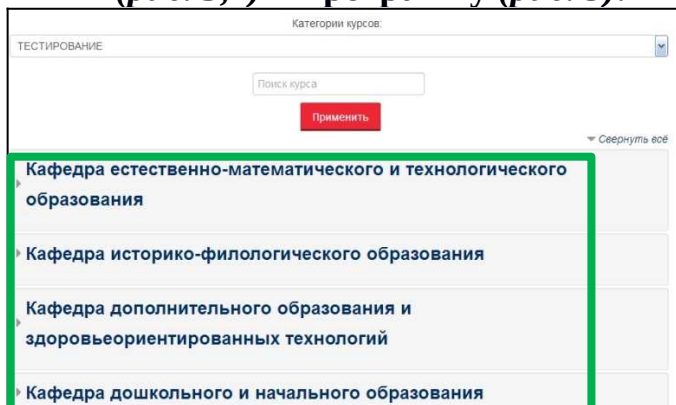 программу
Категории курсов:
ТЕСТИРОВАНИЕ
Поиск курса
Применить
Свернуть всё
Кафедра естественно-математического и технологического
образования
Кафедра историко-филологического образования
Кафедра дополнительного образования и
здоровьеориентированных технологий
Кафедра дошкольного и начального образования